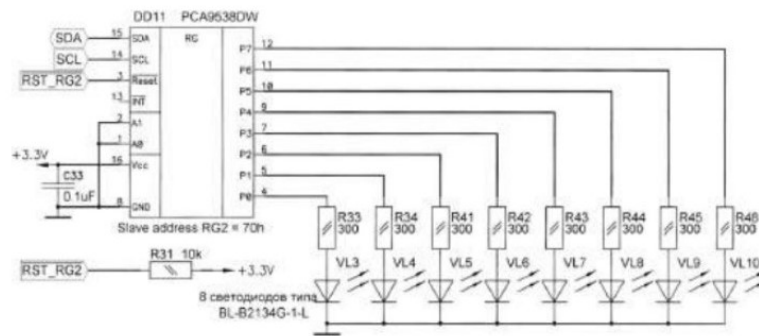 DD11 PCA9538DW
SDA 15 SDA RG P7 12
SCL 14 SCL P6 11
RST_RG2 3 Reset P5 10
13 INT P4 9
2 A1 P3 7
1 A0 P2 6
+3.3V 16 Vcc P1 5
C33 0.1uF P0 4
8 GND
Slave address RG2 = 70h
R33 300 R34 300 R41 300 R42 300 R43 300 R44 300 R45 300 R46 300
RST_RG2 R31 10k +3.3V
VL3 VL4 VL5 VL6 VL7 VL8 VL9 VL10
8 светодиодов типа
BL-B2134G-1-L